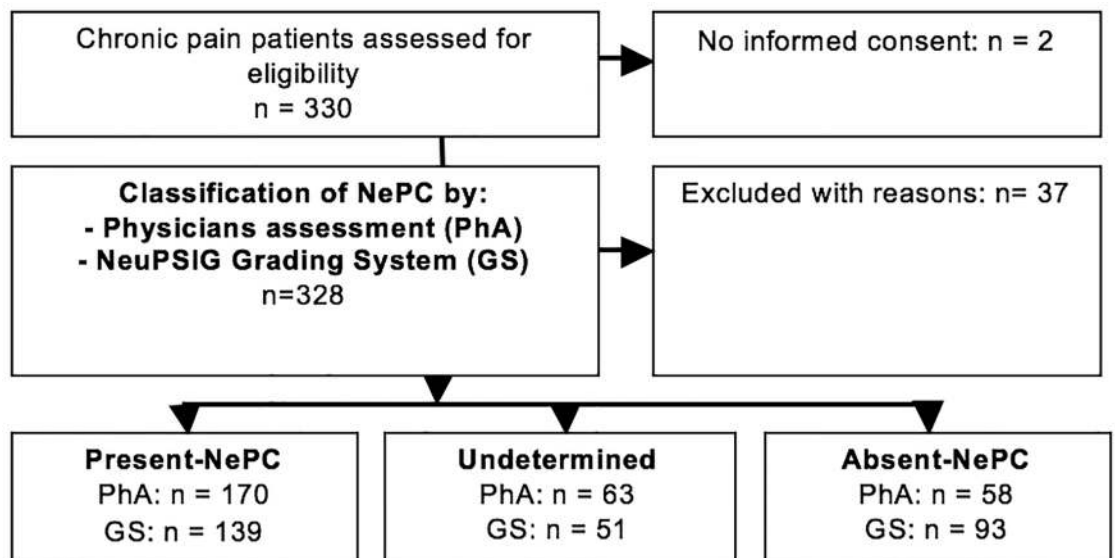 Chronic pain patients assessed for
eligibility
n = 330
No informed consent: n = 2
Classification of NePC by:
- Physicians assessment (PhA)
- NeuPSIG Grading System (GS)
n=328
Excluded with reasons: n= 37
Present-NePC
PhA: n = 170
GS: n = 139
Undetermined
PhA: n = 63
GS: n = 51
Absent-NePC
PhA: n = 58
GS: n = 93